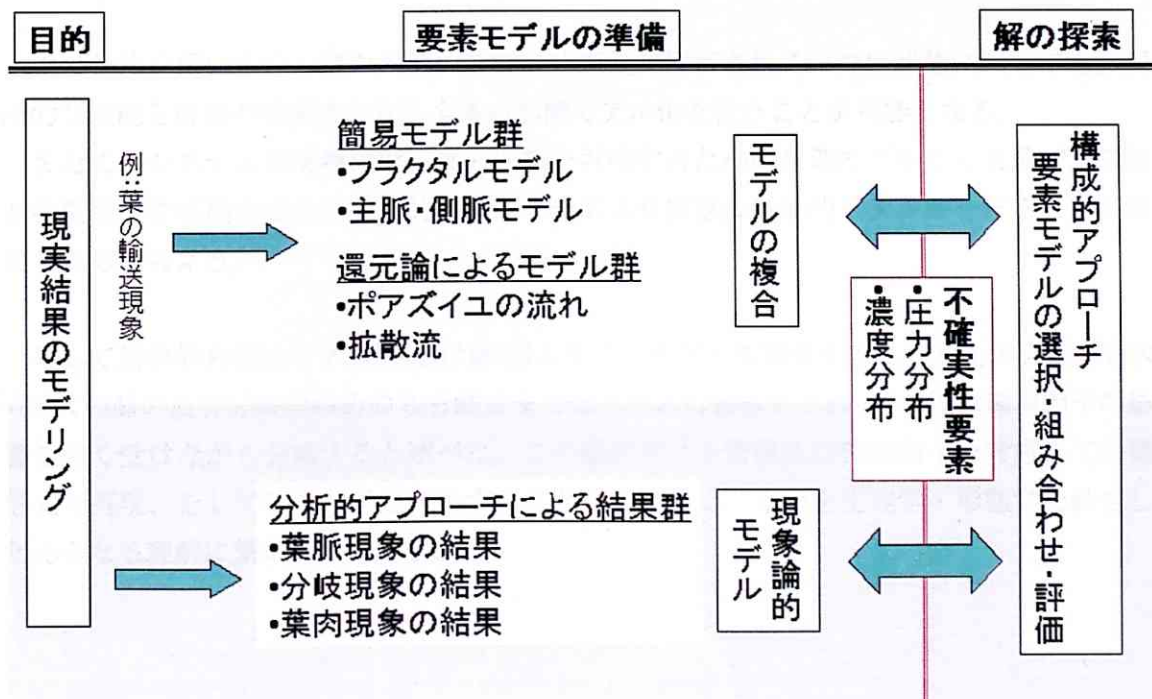 目的
要素モデルの準備
解の探索
現実結果のモデリング
例:葉の輸送現象
簡易モデル群
•フラクタルモデル
•主脈・側脈モデル
還元論によるモデル群
•ポアズイユの流れ
•拡散流
分析的アプローチによる結果群
•葉脈現象の結果
•分岐現象の結果
•葉肉現象の結果
モデルの複合
現象論的
モデル
不確実性要素
•圧力分布
•濃度分布
構成的アプローチ
要素モデルの選択・組み合わせ・評価